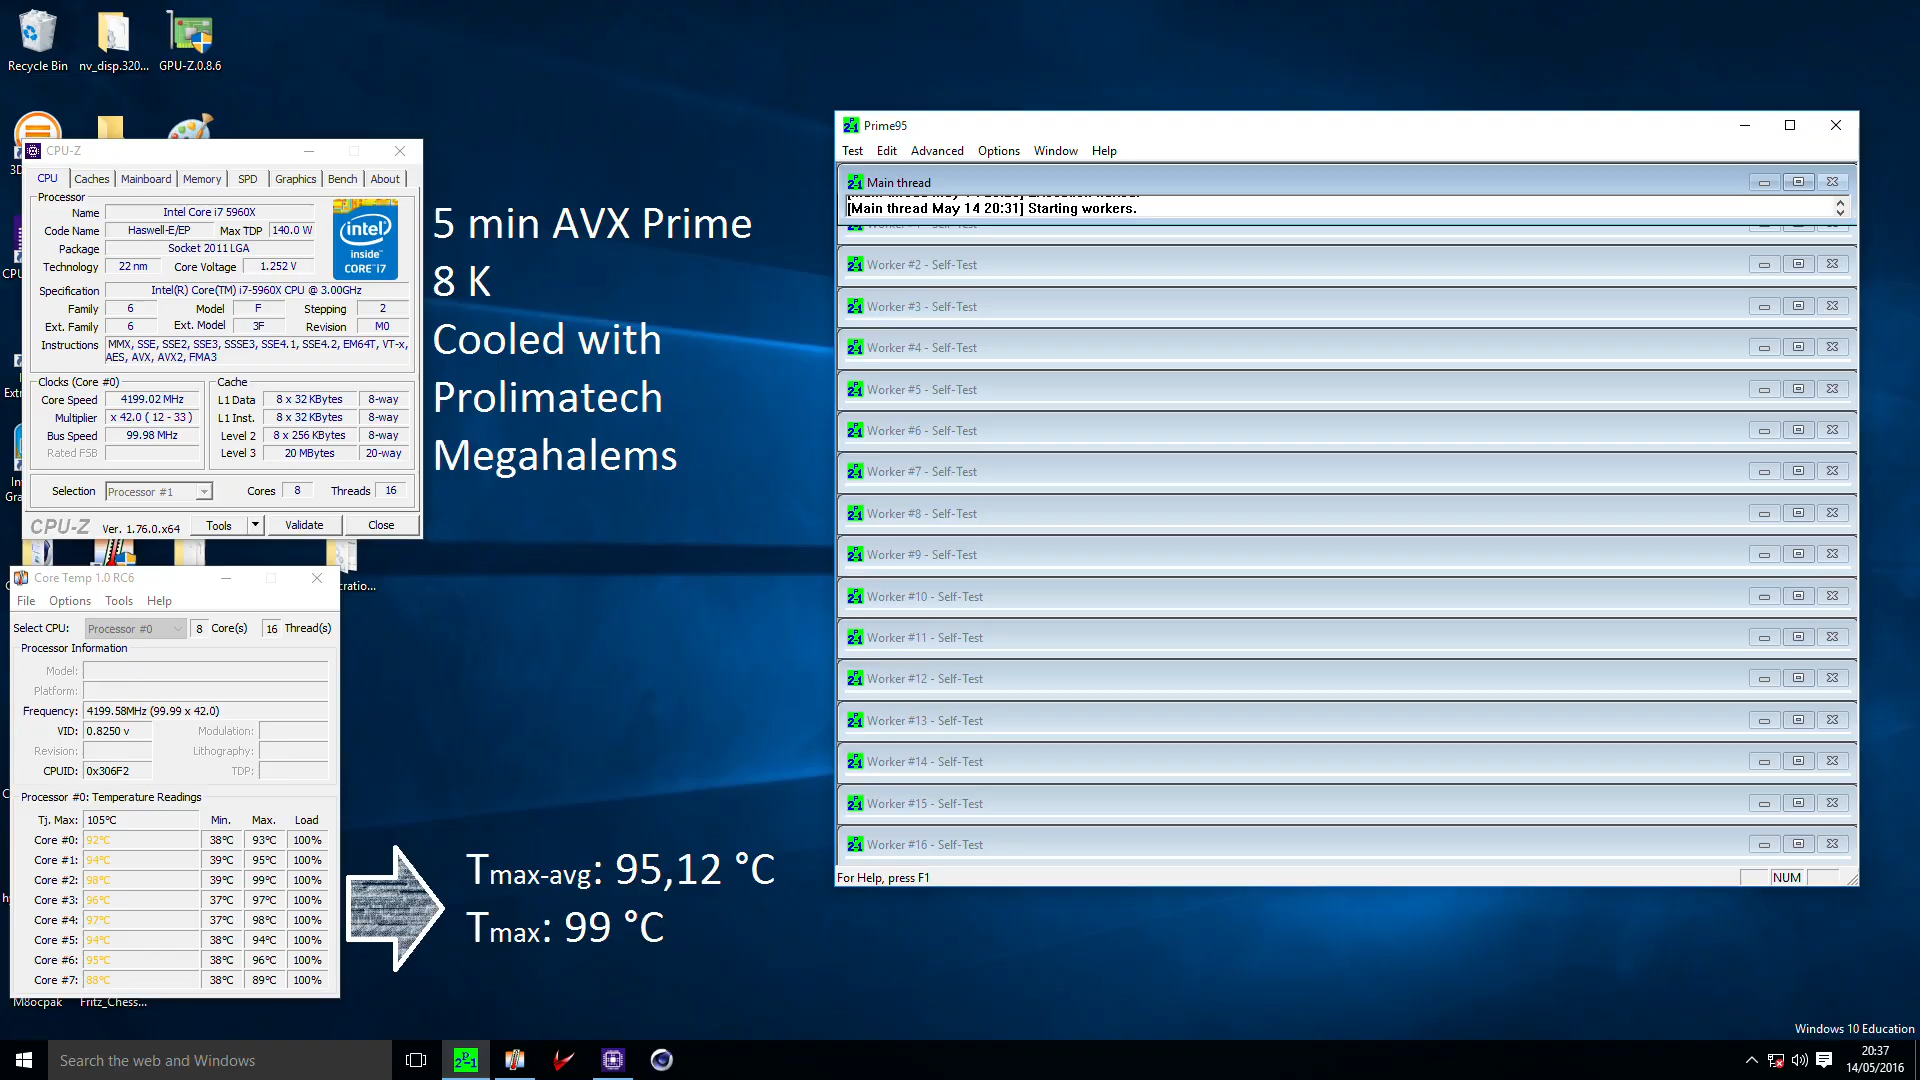 Recycle Bin
nv_disp.320...
GPU-Z.0.8.6
CPU-Z
CPU Caches Mainboard Memory SPD Graphics Bench About
Processor
Name Intel Core i7 5960X
Code Name Haswell-E/EP Max TDP 140.0 W
Package Socket 2011 LGA
Technology 22 nm Core Voltage 1.252 V
intel
inside™
CORE™i7
Specification Intel(R) Core(TM) i7-5960X CPU @ 3.00GHz
Family 6 Model F Stepping 2
Ext. Family 6 Ext. Model 3F Revision M0
Instructions MMX, SSE, SSE2, SSE3, SSSE3, SSE4.1, SSE4.2, EM64T, VT-x,
AES, AVX, AVX2, FMA3
Clocks (Core #0)
Core Speed 4199.02 MHz
Multiplier x 42.0 ( 12 - 33 )
Bus Speed 99.98 MHz
Rated FSB
Cache
L1 Data 8 x 32 KBytes 8-way
L1 Inst. 8 x 32 KBytes 8-way
Level 2 8 x 256 KBytes 8-way
Level 3 20 MBytes 20-way
Selection Processor #1 Cores 8 Threads 16
CPU-Z Ver. 1.76.0.x64 Tools Validate Close
5 min AVX Prime
8 K
Cooled with
Prolimatech
Megahalems
Core Temp 1.0 RC6
File Options Tools Help
Select CPU: Processor #0 8 Core(s) 16 Thread(s)
Processor Information
Model:
Platform:
Frequency: 4199.58MHz (99.99 x 42.0)
VID: 0.8250 v Modulation:
Revision: Lithography:
CPUID: 0x306F2 TDP:
Processor #0: Temperature Readings
Tj. Max: 105°C Min. Max. Load
Core #0: 92°C 38°C 93°C 100%
Core #1: 94°C 39°C 95°C 100%
Core #2: 98°C 39°C 99°C 100%
Core #3: 96°C 37°C 97°C 100%
Core #4: 97°C 37°C 98°C 100%
Core #5: 94°C 38°C 94°C 100%
Core #6: 95°C 38°C 96°C 100%
Core #7: 88°C 38°C 89°C 100%
M8ocpak
Fritz_Chess...
Tmax-avg: 95,12 °C
Tmax: 99 °C
Prime95
Test Edit Advanced Options Window Help
Main thread
[Main thread May 14 20:31] Starting workers.
Worker #2 - Self-Test
Worker #3 - Self-Test
Worker #4 - Self-Test
Worker #5 - Self-Test
Worker #6 - Self-Test
Worker #7 - Self-Test
Worker #8 - Self-Test
Worker #9 - Self-Test
Worker #10 - Self-Test
Worker #11 - Self-Test
Worker #12 - Self-Test
Worker #13 - Self-Test
Worker #14 - Self-Test
Worker #15 - Self-Test
Worker #16 - Self-Test
For Help, press F1
NUM
Windows 10 Education
Search the web and Windows
20:37
14/05/2016